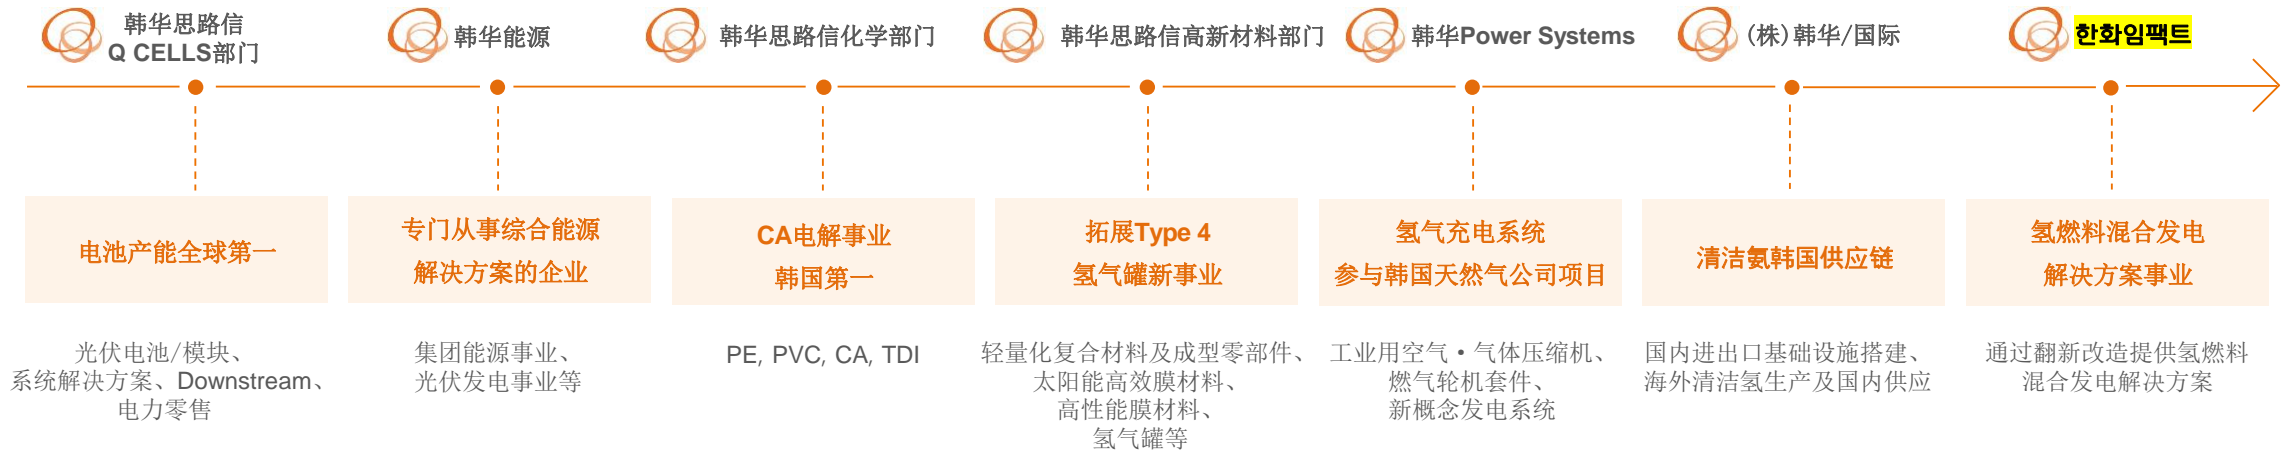 韩华思路信
Q CELLS部门
韩华能源
韩华思路信化学部门
韩华思路信高新材料部门
韩华Power Systems
(株)韩华/国际
한화임팩트
电池产能全球第一
专门从事综合能源
解决方案的企业
CA电解事业
韩国第一
拓展Type 4
氢气罐新事业
氢气充电系统
参与韩国天然气公司项目
清洁氨韩国供应链
氢燃料混合发电
解决方案事业
光伏电池/模块、
系统解决方案、Downstream、
电力零售
集团能源事业、
光伏发电事业等
PE, PVC, CA, TDI
轻量化复合材料及成型零部件、
太阳能高效膜材料、
高性能膜材料、
氢气罐等
工业用空气•气体压缩机、
燃气轮机套件、
新概念发电系统
国内进出口基础设施搭建、
海外清洁氢生产及国内供应
通过翻新改造提供氢燃料
混合发电解决方案